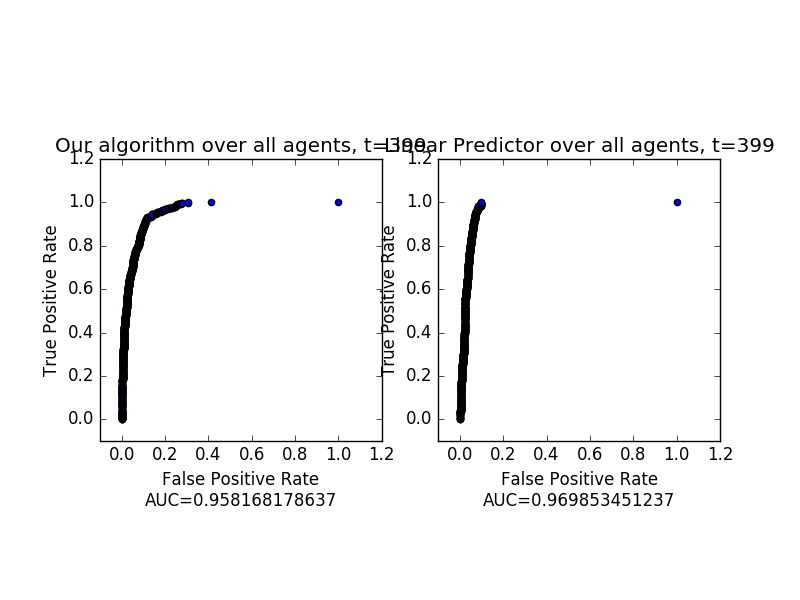 Our algorithm over all agents, t=399
Linear Predictor over all agents, t=399
True Positive Rate
1.2
1.0
0.8
0.6
0.4
0.2
0.0
0.0 0.2 0.4 0.6 0.8 1.0 1.2
False Positive Rate
AUC=0.958168178637
True Positive Rate
1.2
1.0
0.8
0.6
0.4
0.2
0.0
0.0 0.2 0.4 0.6 0.8 1.0 1.2
False Positive Rate
AUC=0.969853451237